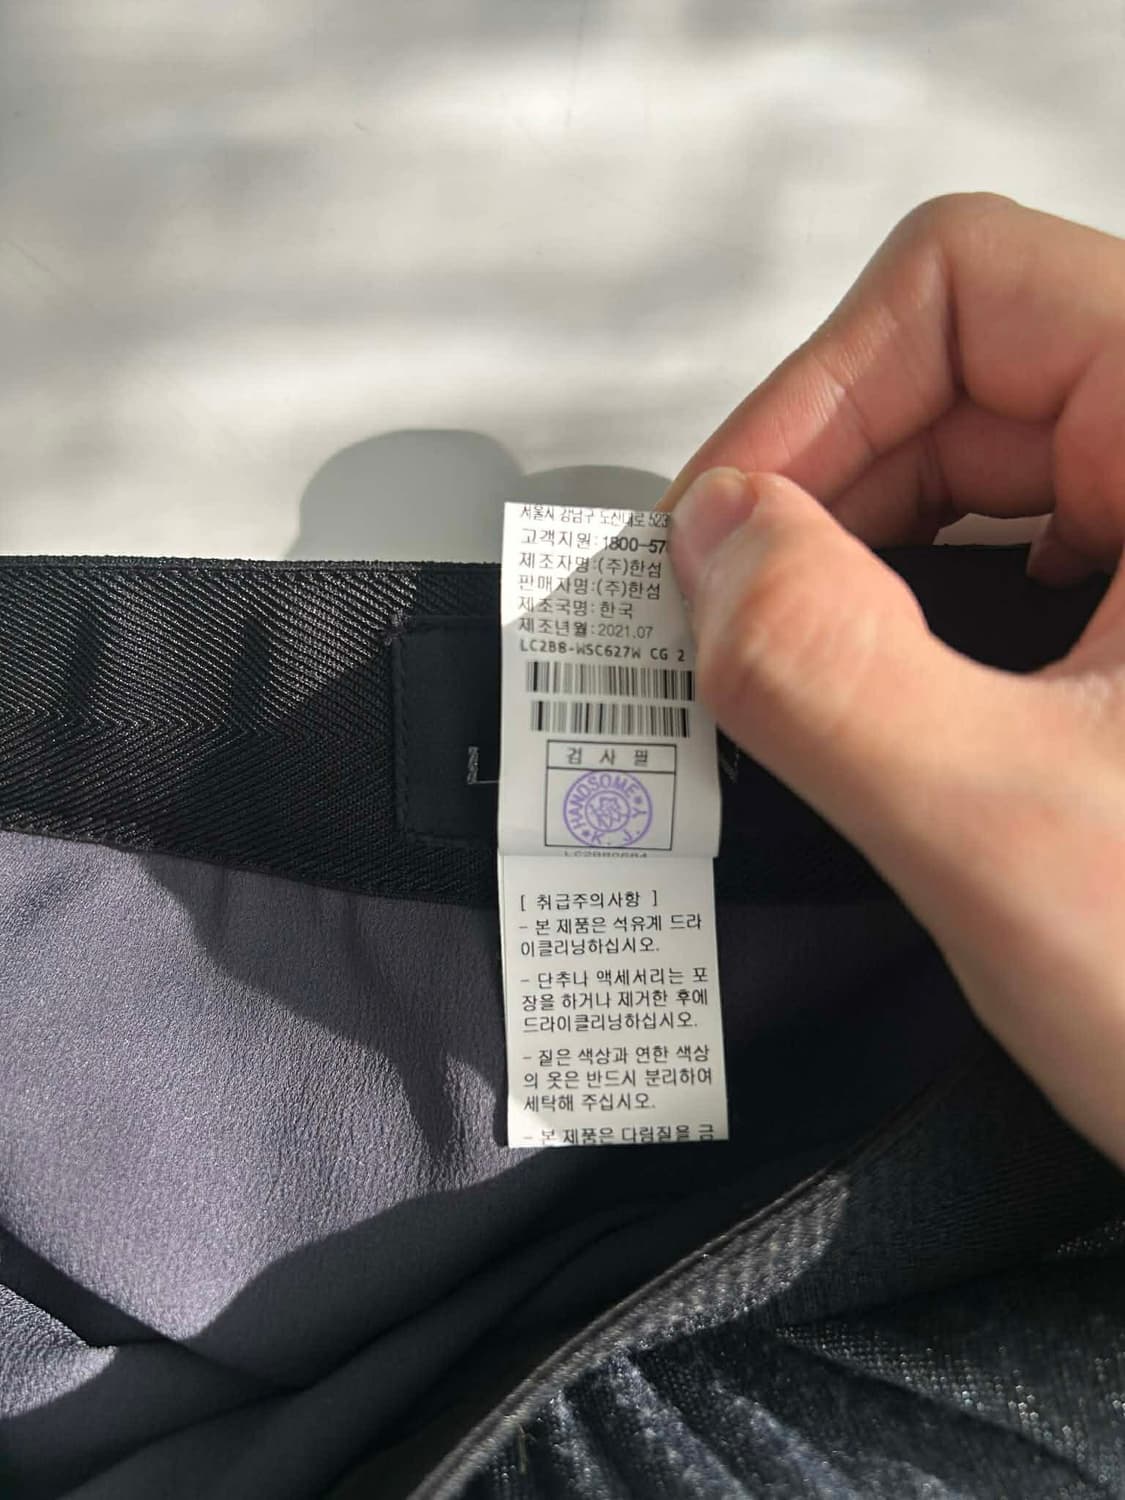 서울시 강남구 도산대로 523
고객지원:1800-57
제조자명:(주)한섬
판매자명:(주)한섬
제조국명: 한국
제조년월:2021.07
LC2B8-WSC627W CG 2
검 사 필
HANDSOME
K. J. Y
[ 취급주의사항 ]
- 본 제품은 석유계 드라
이클리닝하십시오.
- 단추나 액세서리는 포
장을 하거나 제거한 후에
드라이클리닝하십시오.
- 짙은 색상과 연한 색상
의 옷은 반드시 분리하여
세탁해 주십시오.
- 본 제품은 다림질을 금